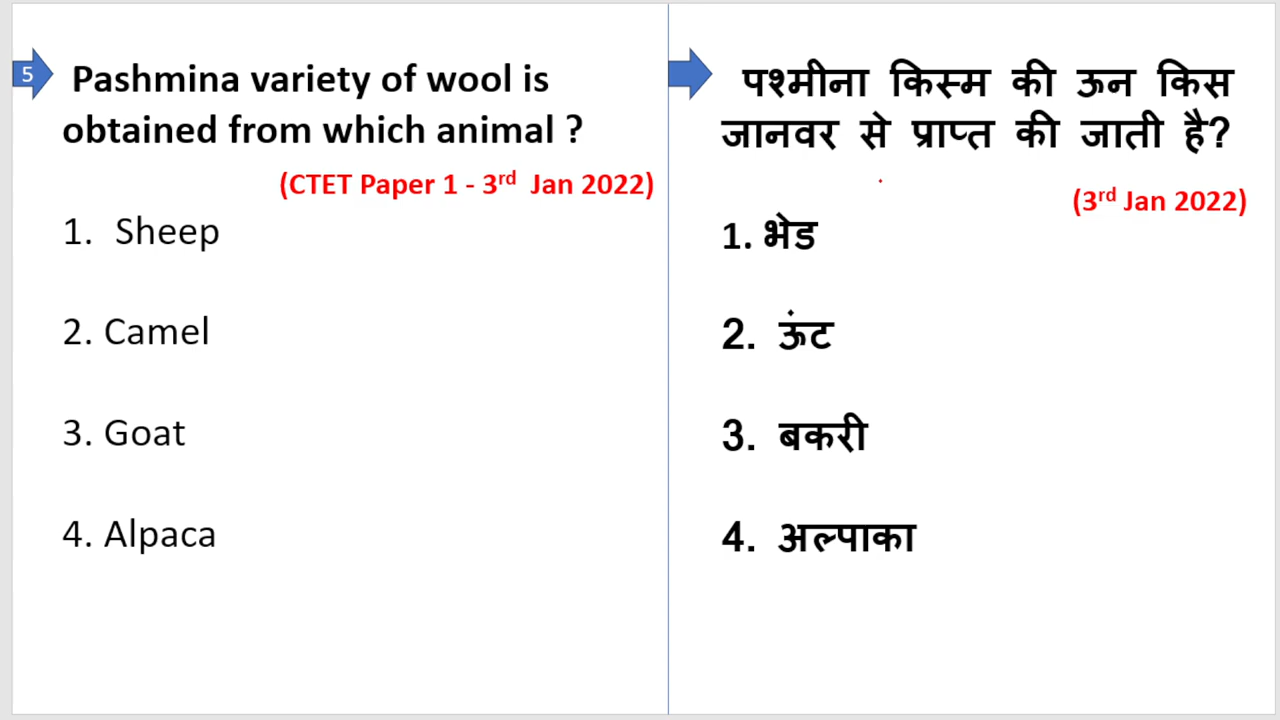 5
Pashmina variety of wool is
obtained from which animal ?
(CTET Paper 1 - 3rd Jan 2022)
1. Sheep
2. Camel
3. Goat
4. Alpaca
पश्मीना किस्म की ऊन किस
जानवर से प्राप्त की जाती है?
(3rd Jan 2022)
1. भेड
2. ऊंट
3. बकरी
4. अल्पाका